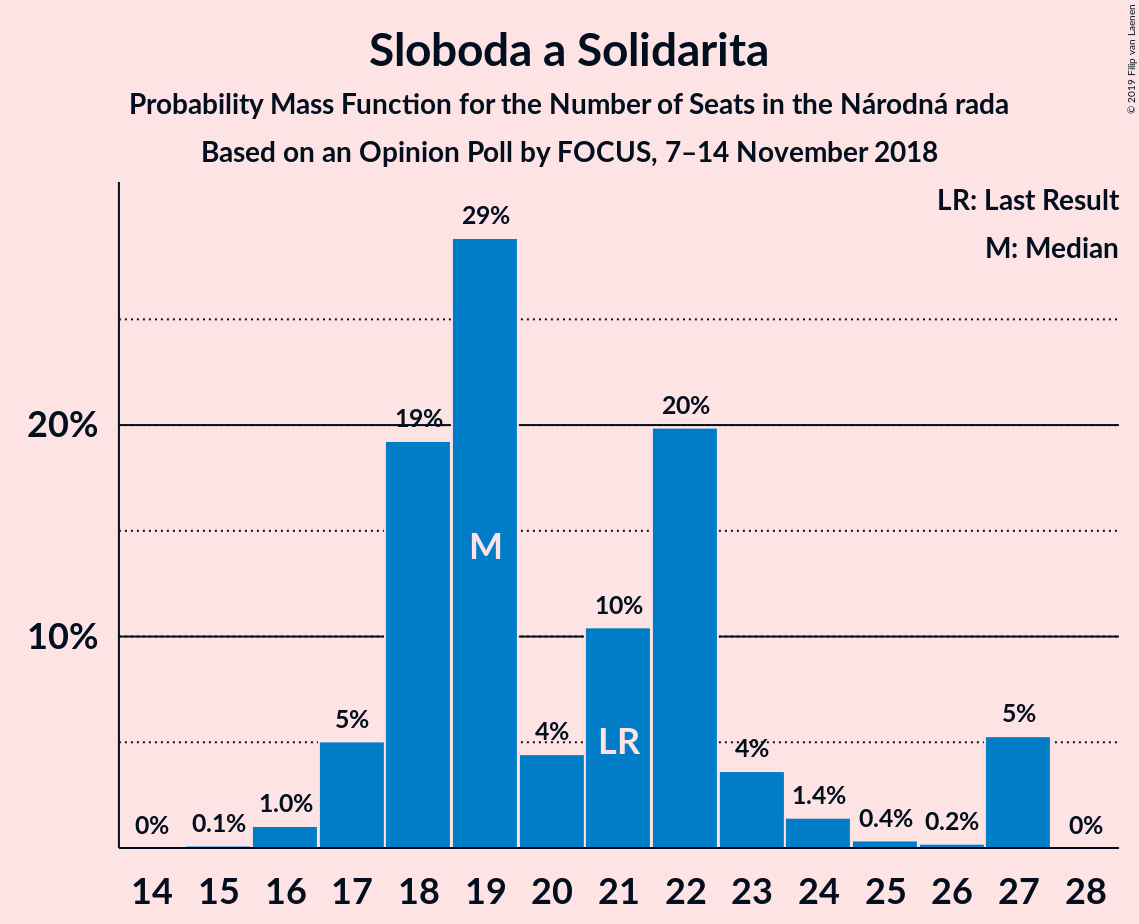 Sloboda a Solidarita
Probability Mass Function for the Number of Seats in the Národná rada
Based on an Opinion Poll by FOCUS, 7–14 November 2018
© 2019 Filip van Laenen
LR: Last Result
M: Median
20%
10%
0%
0.1%
1.0%
5%
19%
29%
4%
10%
20%
4%
1.4%
0.4%
0.2%
5%
0%
M
LR
14 15 16 17 18 19 20 21 22 23 24 25 26 27 28